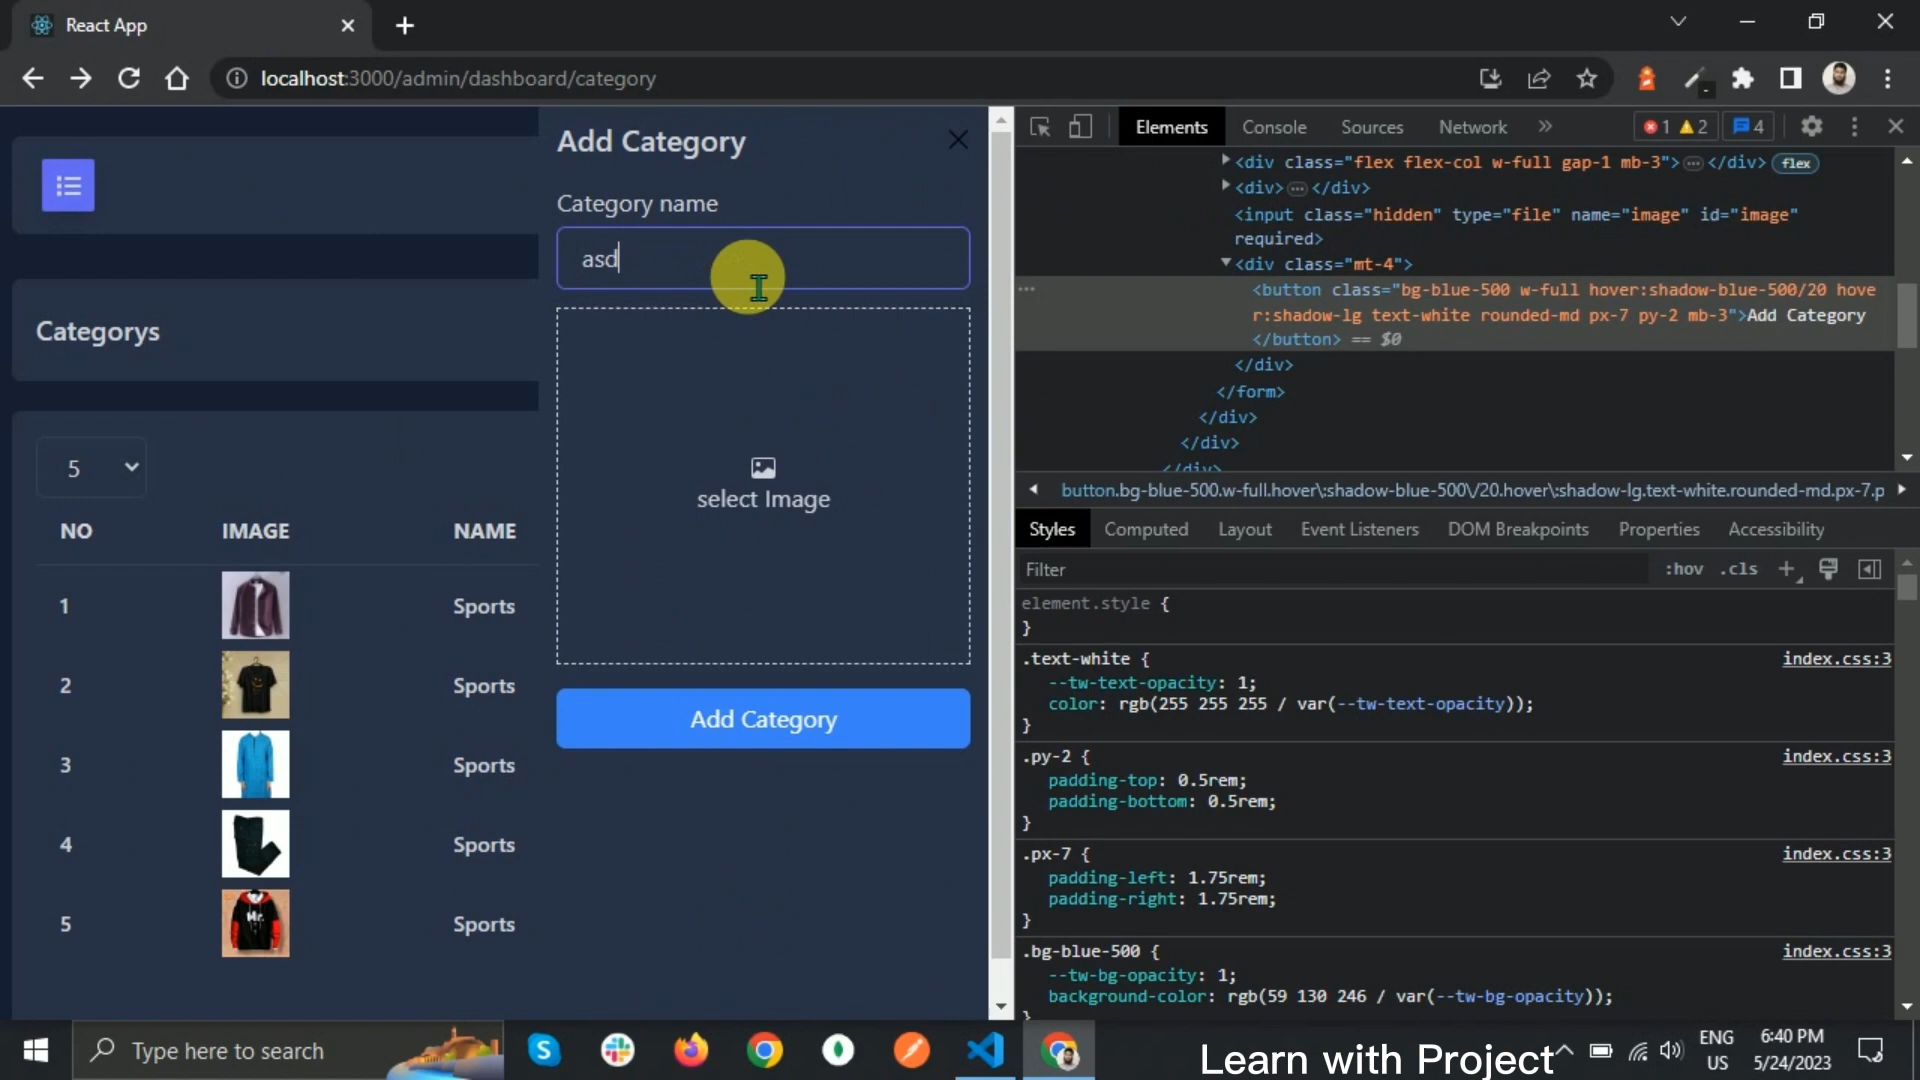 React App
localhost:3000/admin/dashboard/category
Add Category
Category name
asd
Categorys
5
select Image
NO IMAGE NAME
1 Sports
2 Sports
3 Sports
4 Sports
5 Sports
Add Category
Elements Console Sources Network » 1 2 4
<div class="flex flex-col w-full gap-1 mb-3">…</div> flex
<div>…</div>
<input class="hidden" type="file" name="image" id="image"
required>
<div class="mt-4">
<button class="bg-blue-500 w-full hover:shadow-blue-500/20 hove
r:shadow-lg text-white rounded-md px-7 py-2 mb-3">Add Category
</button> == $0
</div>
</form>
</div>
</div>
</div>
button.bg-blue-500.w-full.hover\:shadow-blue-500\/20.hover\:shadow-lg.text-white.rounded-md.px-7.p
Styles Computed Layout Event Listeners DOM Breakpoints Properties Accessibility
Filter :hov .cls +
element.style {
}
.text-white { index.css:3
--tw-text-opacity: 1;
color: rgb(255 255 255 / var(--tw-text-opacity));
}
.py-2 { index.css:3
padding-top: 0.5rem;
padding-bottom: 0.5rem;
}
.px-7 { index.css:3
padding-left: 1.75rem;
padding-right: 1.75rem;
}
.bg-blue-500 { index.css:3
--tw-bg-opacity: 1;
background-color: rgb(59 130 246 / var(--tw-bg-opacity));
}
Type here to search
Learn with Project
ENG
US
6:40 PM
5/24/2023